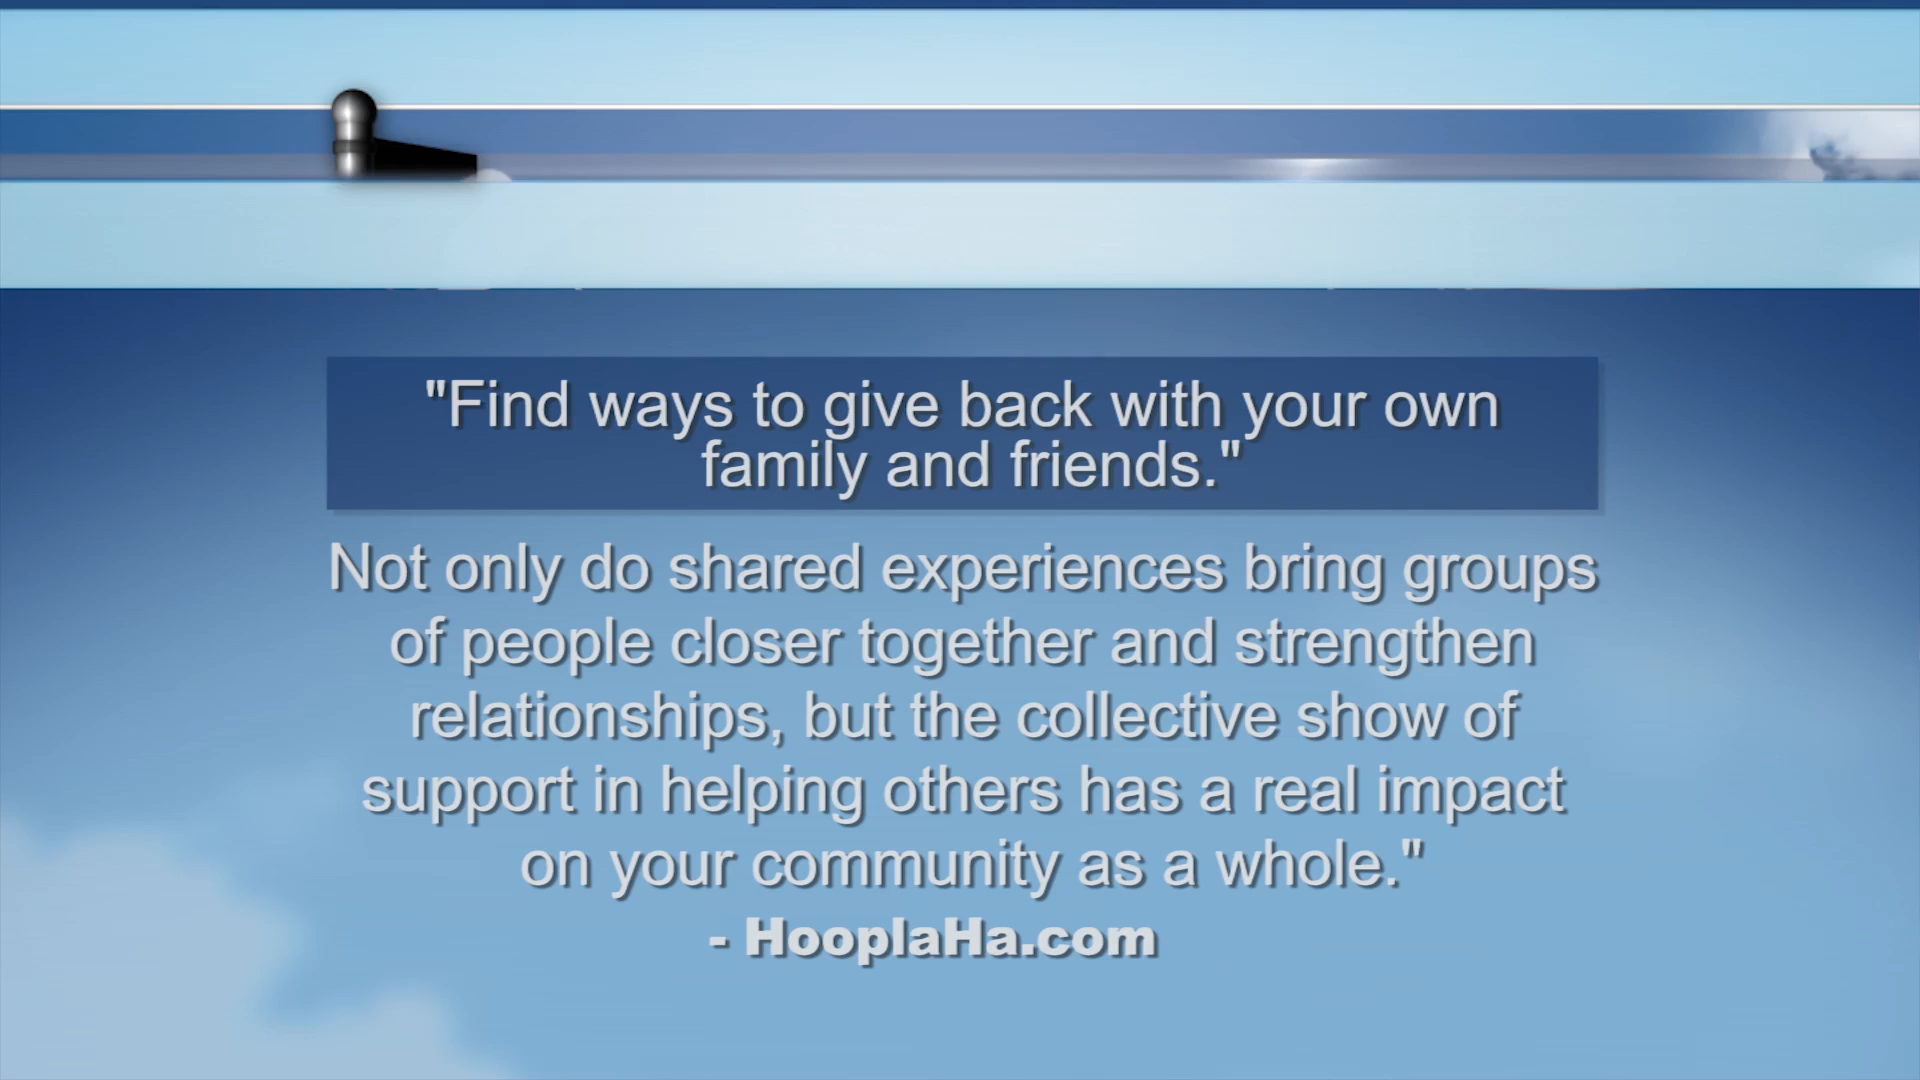 "Find ways to give back with your own
family and friends."
Not only do shared experiences bring groups
of people closer together and strengthen
relationships, but the collective show of
support in helping others has a real impact
on your community as a whole."
- HooplaHa.com